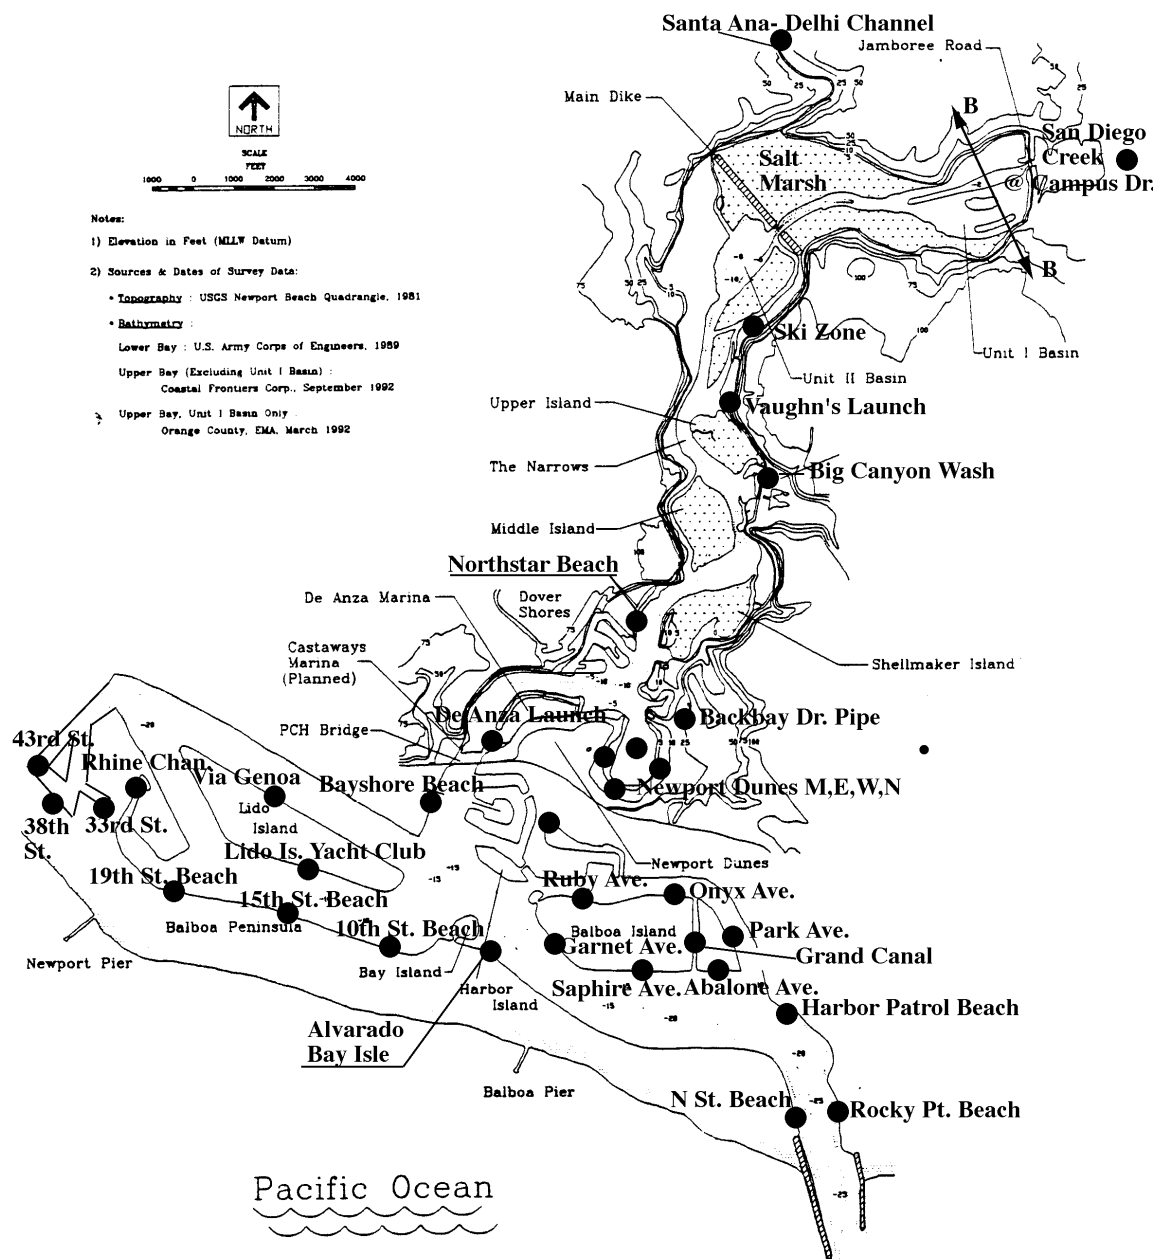 Santa Ana- Delhi Channel
Jamboree Road
Main Dike
NORTH
SCALE
FEET
1000 0 1000 2000 3000 4000
B
San Diego
Creek
@ Campus Dr.
Salt
Marsh
B
Notes:
1) Elevation in Feet (MLLW Datum)
2) Sources & Dates of Survey Data:
• Topography : USGS Newport Beach Quadrangle, 1981
• Bathymetry :
Lower Bay : U.S. Army Corps of Engineers, 1989
Upper Bay (Excluding Unit I Basin) :
Coastal Frontiers Corp., September 1992
Upper Bay, Unit I Basin Only
Orange County, EMA, March 1992
Ski Zone
Unit I Basin
Unit II Basin
Upper Island
Vaughn's Launch
The Narrows
Big Canyon Wash
Middle Island
Northstar Beach
De Anza Marina
Dover
Shores
Castaways
Marina
(Planned)
Shellmaker Island
PCH Bridge
De Anza Launch
Backbay Dr. Pipe
43rd St.
Rhine Chan.
Via Genoa
Bayshore Beach
Newport Dunes M,E,W,N
Lido
Island
38th
St.
33rd St.
Lido Is. Yacht Club
Newport Dunes
19th St. Beach
Ruby Ave.
Onyx Ave.
15th St. Beach
Balboa Peninsula
10th St. Beach
Balboa Island
Park Ave.
Garnet Ave.
Grand Canal
Newport Pier
Bay Island
Harbor
Island
Saphire Ave.
Abalone Ave.
Harbor Patrol Beach
Alvarado
Bay Isle
Balboa Pier
N St. Beach
Rocky Pt. Beach
Pacific Ocean